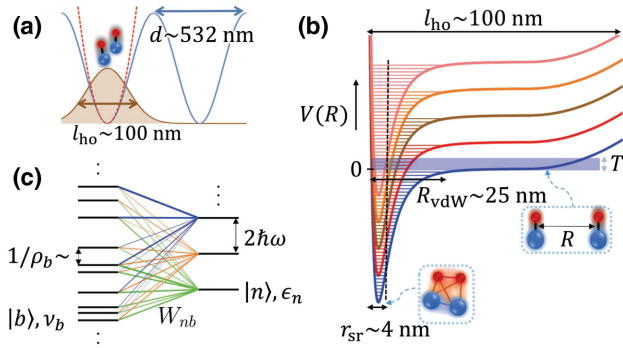 (a)
d~532 nm
l_ho~100 nm
(b)
l_ho~100 nm
V(R)
0
T
R_vdW~25 nm
R
r_sr~4 nm
(c)
⋮
⋮
2ħω
1/ρ_b~
|n⟩, ϵ_n
|b⟩, ν_b
W_nb
⋮
⋮